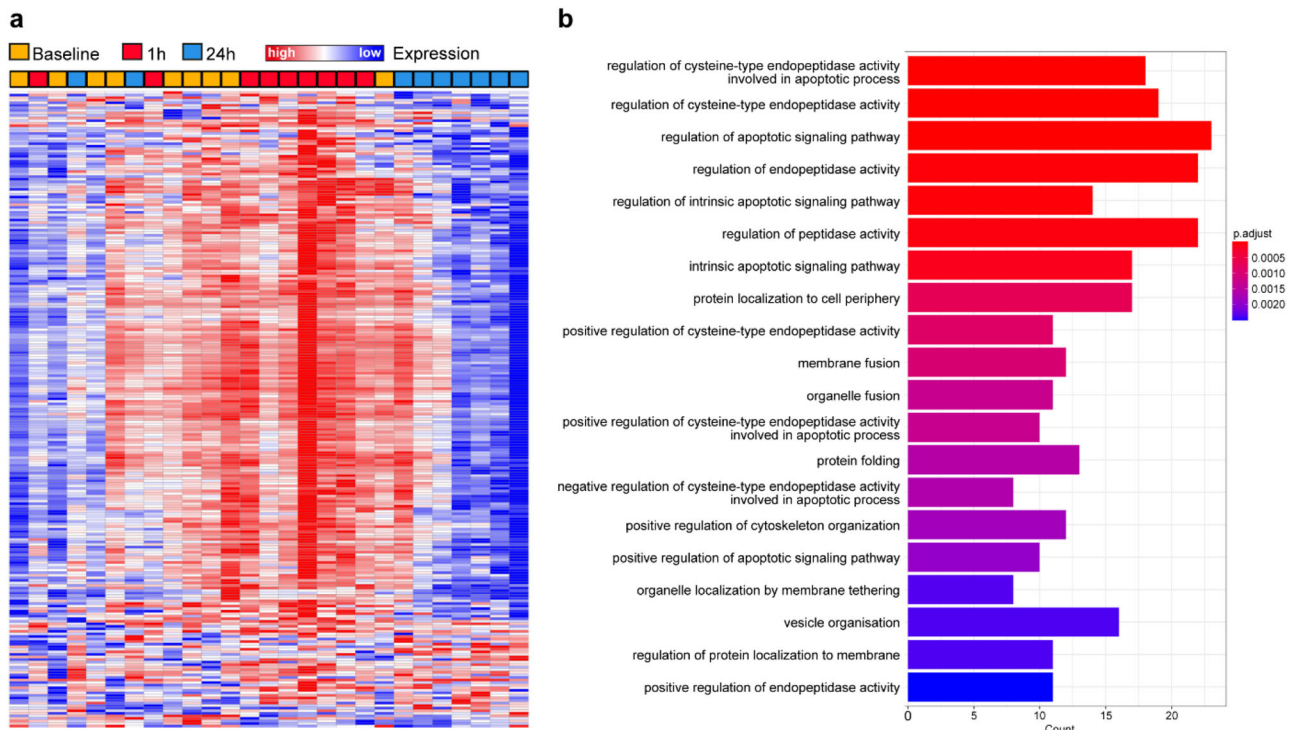 a
Baseline
1h
24h
high
low
Expression
b
regulation of cysteine-type endopeptidase activity
involved in apoptotic process
regulation of cysteine-type endopeptidase activity
regulation of apoptotic signaling pathway
regulation of endopeptidase activity
regulation of intrinsic apoptotic signaling pathway
regulation of peptidase activity
intrinsic apoptotic signaling pathway
protein localization to cell periphery
positive regulation of cysteine-type endopeptidase activity
membrane fusion
organelle fusion
positive regulation of cysteine-type endopeptidase activity
involved in apoptotic process
protein folding
negative regulation of cysteine-type endopeptidase activity
involved in apoptotic process
positive regulation of cytoskeleton organization
positive regulation of apoptotic signaling pathway
organelle localization by membrane tethering
vesicle organisation
regulation of protein localization to membrane
positive regulation of endopeptidase activity
0 5 10 15 20
Count
p.adjust
0.0005
0.0010
0.0015
0.0020